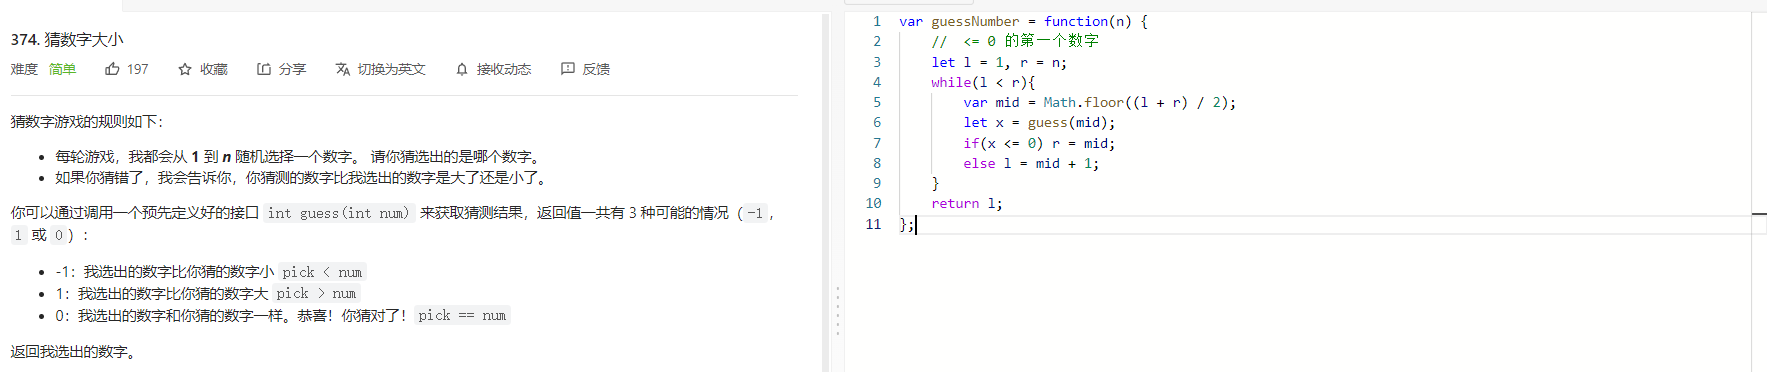 374. 猜数字大小
难度 简单 197 收藏 分享 切换为英文 接收动态 反馈
猜数字游戏的规则如下：
每轮游戏，我都会从 1 到 n 随机选择一个数字。 请你猜选出的是哪个数字。
如果你猜错了，我会告诉你，你猜测的数字比我选出的数字是大了还是小了。
你可以通过调用一个预先定义好的接口 int guess(int num) 来获取猜测结果，返回值一共有 3 种可能的情况（-1，
1 或 0）：
-1：我选出的数字比你猜的数字小 pick < num
1：我选出的数字比你猜的数字大 pick > num
0：我选出的数字和你猜的数字一样。恭喜！你猜对了！pick == num
返回我选出的数字。
1 var guessNumber = function(n) {
2 //  <= 0 的第一个数字
3 let l = 1, r = n;
4 while(l < r){
5 var mid = Math.floor((l + r) / 2);
6 let x = guess(mid);
7 if(x <= 0) r = mid;
8 else l = mid + 1;
9 }
10 return l;
11 };